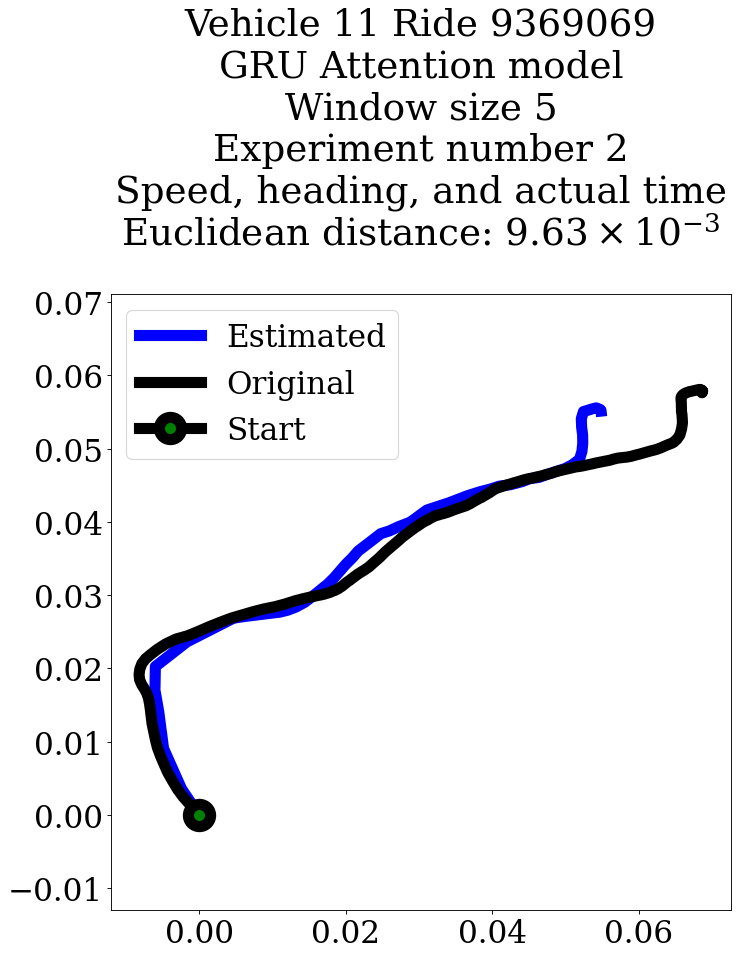 Vehicle 11 Ride 9369069
GRU Attention model
Window size 5
Experiment number 2
Speed, heading, and actual time
Euclidean distance: 9.63 × 10⁻³
0.07
0.06
0.05
0.04
0.03
0.02
0.01
0.00
−0.01
Estimated
Original
Start
0.00 0.02 0.04 0.06